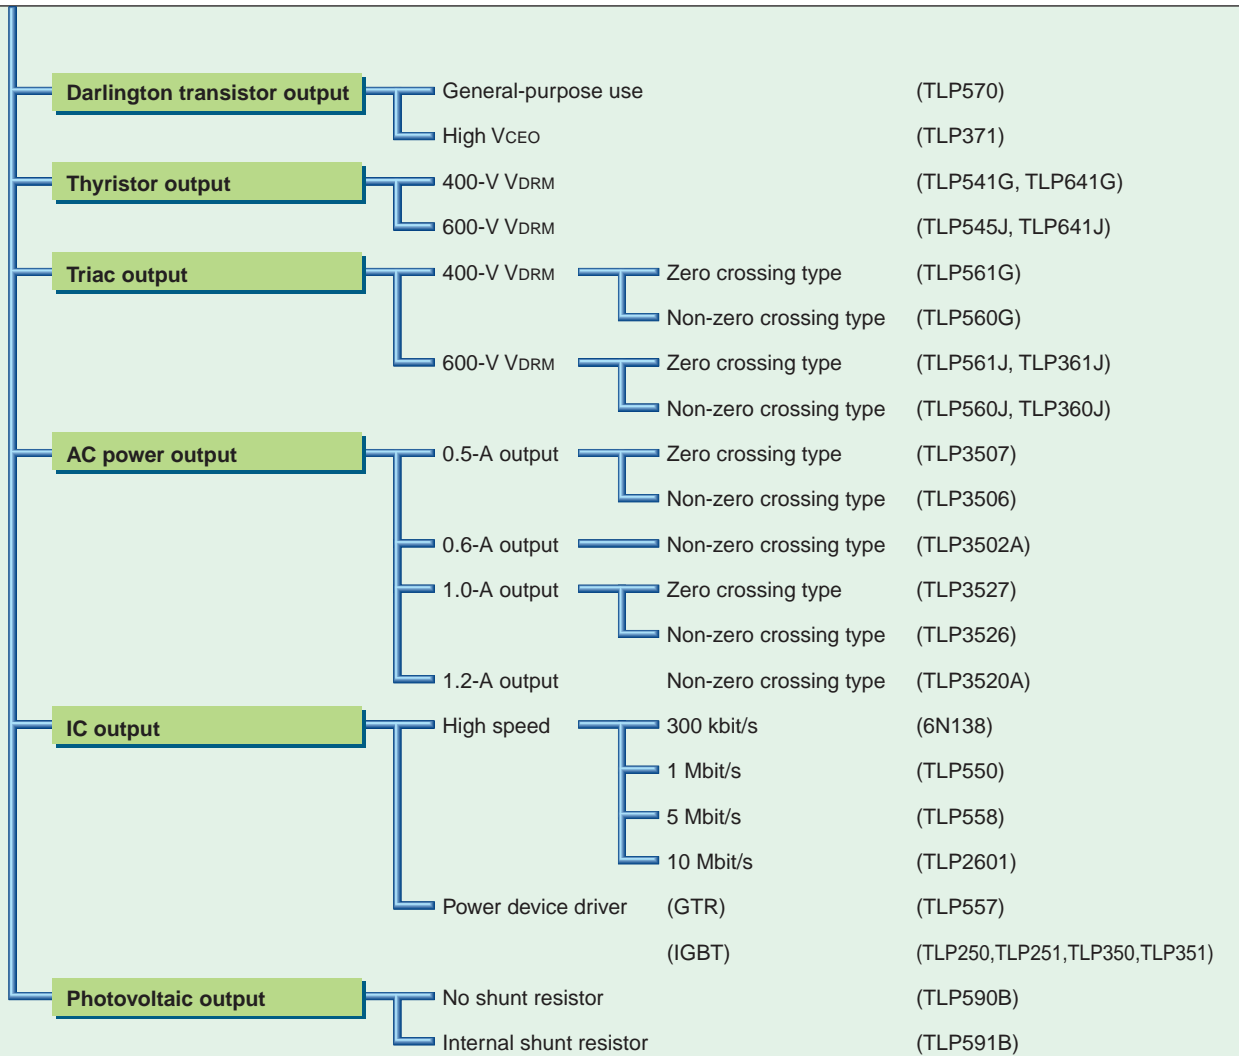 Darlington transistor output General-purpose use (TLP570)
High VCEO (TLP371)
Thyristor output 400-V VDRM (TLP541G, TLP641G)
600-V VDRM (TLP545J, TLP641J)
Triac output 400-V VDRM Zero crossing type (TLP561G)
Non-zero crossing type (TLP560G)
600-V VDRM Zero crossing type (TLP561J, TLP361J)
Non-zero crossing type (TLP560J, TLP360J)
AC power output 0.5-A output Zero crossing type (TLP3507)
Non-zero crossing type (TLP3506)
0.6-A output Non-zero crossing type (TLP3502A)
1.0-A output Zero crossing type (TLP3527)
Non-zero crossing type (TLP3526)
1.2-A output Non-zero crossing type (TLP3520A)
IC output High speed 300 kbit/s (6N138)
1 Mbit/s (TLP550)
5 Mbit/s (TLP558)
10 Mbit/s (TLP2601)
Power device driver (GTR) (TLP557)
(IGBT) (TLP250,TLP251,TLP350,TLP351)
Photovoltaic output No shunt resistor (TLP590B)
Internal shunt resistor (TLP591B)